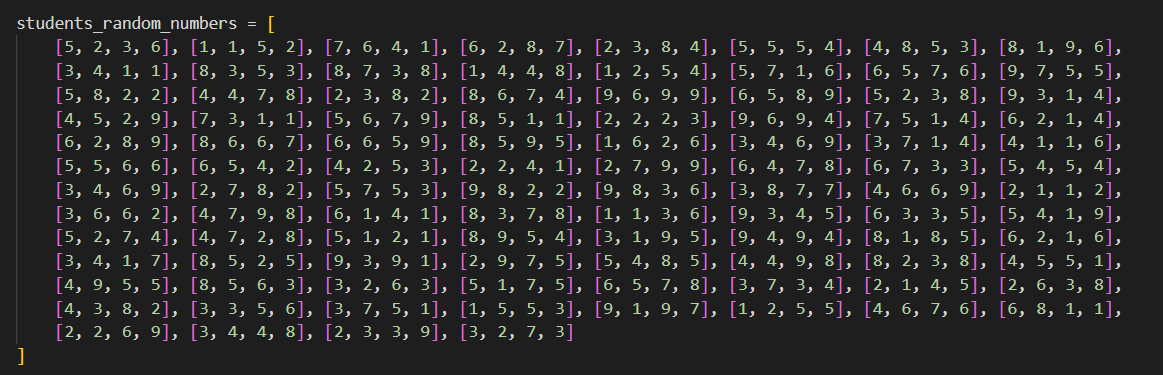 students_random_numbers = [
[5, 2, 3, 6], [1, 1, 5, 2], [7, 6, 4, 1], [6, 2, 8, 7], [2, 3, 8, 4], [5, 5, 5, 4], [4, 8, 5, 3], [8, 1, 9, 6],
[3, 4, 1, 1], [8, 3, 5, 3], [8, 7, 3, 8], [1, 4, 4, 8], [1, 2, 5, 4], [5, 7, 1, 6], [6, 5, 7, 6], [9, 7, 5, 5],
[5, 8, 2, 2], [4, 4, 7, 8], [2, 3, 8, 2], [8, 6, 7, 4], [9, 6, 9, 9], [6, 5, 8, 9], [5, 2, 3, 8], [9, 3, 1, 4],
[4, 5, 2, 9], [7, 3, 1, 1], [5, 6, 7, 9], [8, 5, 1, 1], [2, 2, 2, 3], [9, 6, 9, 4], [7, 5, 1, 4], [6, 2, 1, 4],
[6, 2, 8, 9], [8, 6, 6, 7], [6, 6, 5, 9], [8, 5, 9, 5], [1, 6, 6, 2], [3, 4, 6, 9], [3, 7, 1, 4], [4, 1, 1, 6],
[5, 5, 6, 6], [6, 5, 4, 2], [4, 2, 5, 3], [2, 2, 4, 1], [2, 7, 9, 9], [6, 4, 7, 8], [6, 7, 3, 3], [5, 4, 5, 4],
[3, 4, 6, 9], [2, 7, 8, 2], [5, 7, 5, 3], [9, 8, 2, 2], [9, 8, 3, 6], [3, 8, 7, 7], [4, 6, 6, 9], [2, 1, 1, 2],
[3, 6, 6, 2], [4, 7, 9, 8], [6, 1, 4, 1], [8, 3, 7, 8], [1, 1, 3, 6], [9, 3, 4, 5], [6, 3, 3, 5], [5, 4, 1, 9],
[5, 2, 7, 4], [4, 7, 2, 8], [5, 1, 2, 1], [8, 9, 5, 4], [3, 1, 9, 5], [9, 4, 9, 4], [8, 1, 8, 5], [6, 2, 1, 6],
[3, 4, 1, 7], [8, 5, 2, 5], [9, 3, 9, 1], [2, 9, 7, 5], [5, 4, 8, 5], [4, 4, 9, 8], [8, 2, 3, 8], [4, 5, 5, 1],
[4, 9, 5, 5], [8, 5, 6, 3], [3, 2, 6, 3], [5, 1, 7, 5], [6, 5, 7, 8], [3, 7, 3, 4], [2, 1, 4, 5], [2, 6, 3, 8],
[4, 3, 8, 2], [3, 3, 5, 6], [3, 7, 5, 1], [1, 5, 5, 3], [9, 1, 9, 7], [1, 2, 5, 5], [4, 6, 7, 6], [6, 8, 1, 1],
[2, 2, 6, 9], [3, 4, 4, 8], [2, 3, 3, 9], [3, 2, 7, 3]
]